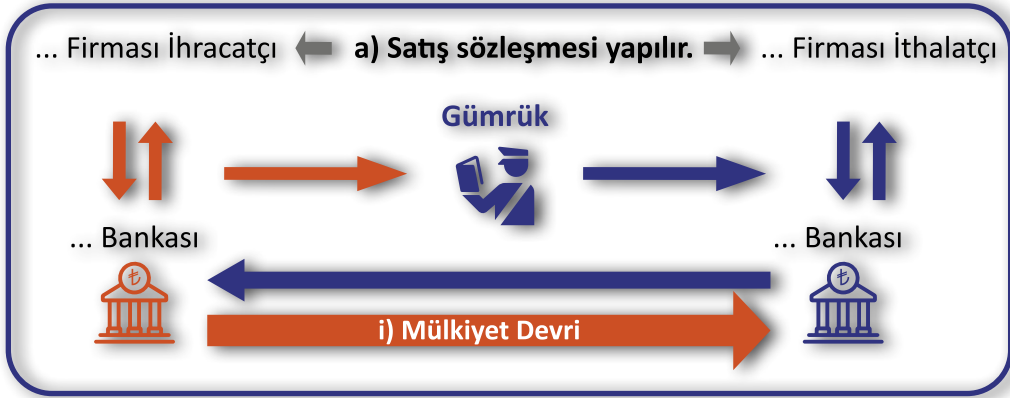 ... Firması İhracatçı
a) Satış sözleşmesi yapılır.
... Firması İthalatçı
Gümrük
... Bankası
... Bankası
₺
₺
i) Mülkiyet Devri